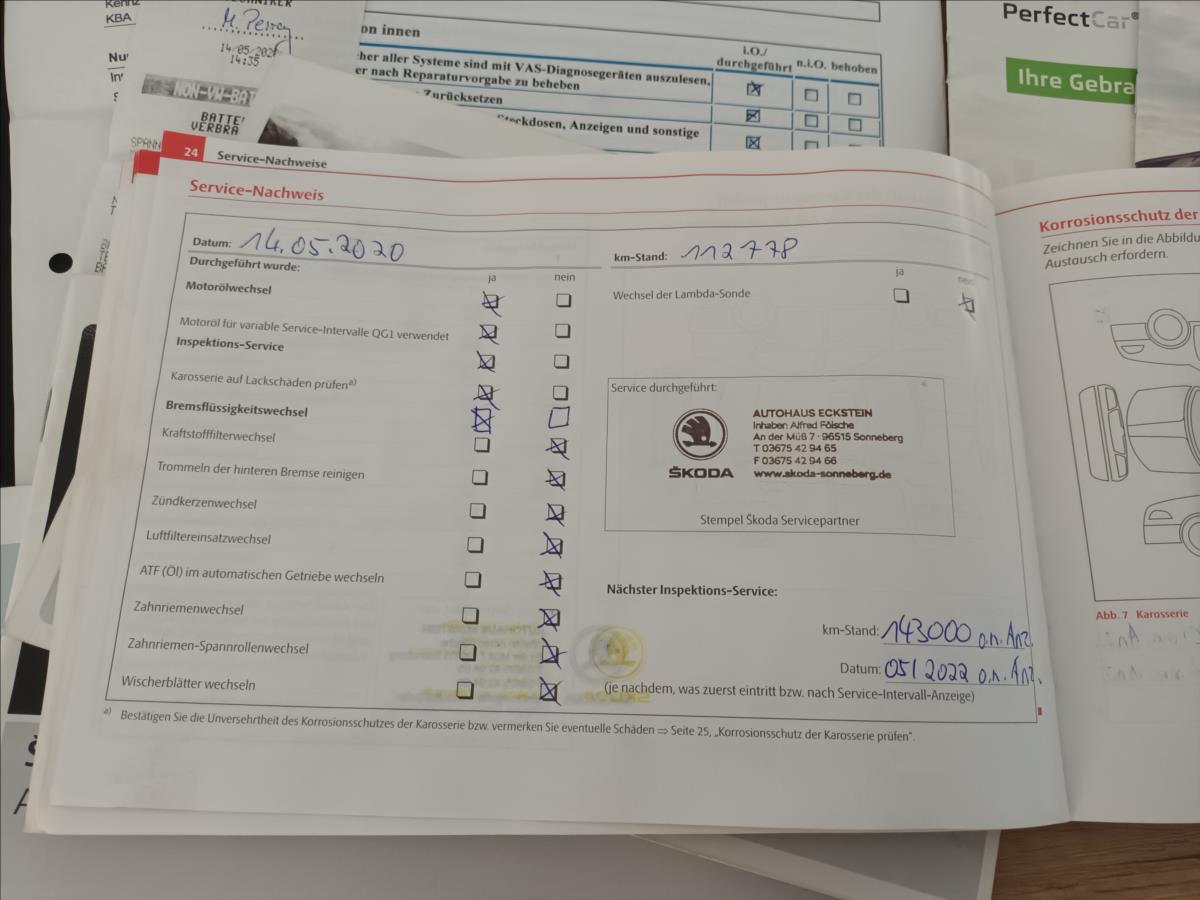 KBA
M. Perrey
14/05/2020
14:35
NON-VW-BAT
BATTE
VERBRA
SPANN
on innen
i.O./
durchgeführt n.i.O. behoben
her aller Systeme sind mit VAS-Diagnosegeräten auszulesen,
er nach Reparaturvorgabe zu beheben
Zurücksetzen
Steckdosen, Anzeigen und sonstige
PerfectCar®
Ihre Gebra
24 Service-Nachweise
Service-Nachweis
Datum: 14.05.2020
km-Stand: 112778
Durchgeführt wurde:
ja nein
ja nein
Motorölwechsel
Wechsel der Lambda-Sonde
Motoröl für variable Service-Intervalle QG1 verwendet
Inspektions-Service
Karosserie auf Lackschäden prüfen a)
Bremsflüssigkeitswechsel
Kraftstofffilterwechsel
Trommeln der hinteren Bremse reinigen
Zündkerzenwechsel
Luftfiltereinsatzwechsel
ATF (Öl) im automatischen Getriebe wechseln
Zahnriemenwechsel
Zahnriemen-Spannrollenwechsel
Wischerblätter wechseln
Service durchgeführt:
ŠKODA
AUTOHAUS ECKSTEIN
Inhaber: Alfred Fölsche
An der Müß 7 · 96515 Sonneberg
T 03675 42 94 65
F 03675 42 94 66
www.skoda-sonneberg.de
Stempel Škoda Servicepartner
Nächster Inspektions-Service:
km-Stand: 143000 o.n. Anz.
Datum: 05/2022 o.n. Anz.
(je nachdem, was zuerst eintritt bzw. nach Service-Intervall-Anzeige)
a) Bestätigen Sie die Unversehrtheit des Korrosionsschutzes der Karosserie bzw. vermerken Sie eventuelle Schäden ⇒ Seite 25, „Korrosionsschutz der Karosserie prüfen“.
Korrosionsschutz der
Zeichnen Sie in die Abbildu
Austausch erfordern.
Abb. 7 Karosserie